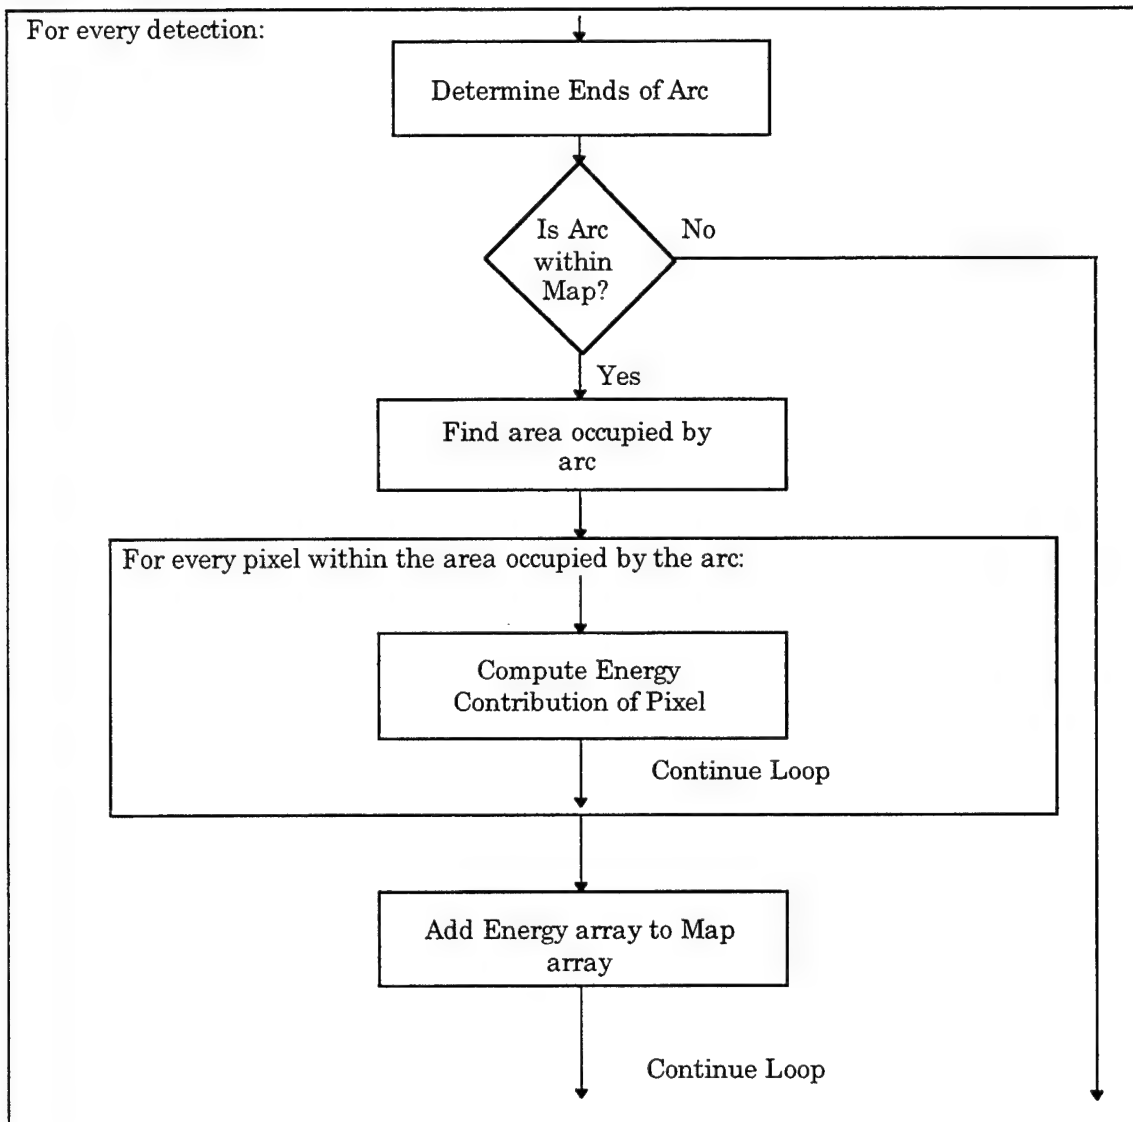 For every detection:
Determine Ends of Arc
Is Arc
within
Map?
No
Yes
Find area occupied by
arc
For every pixel within the area occupied by the arc:
Compute Energy
Contribution of Pixel
Continue Loop
Add Energy array to Map
array
Continue Loop